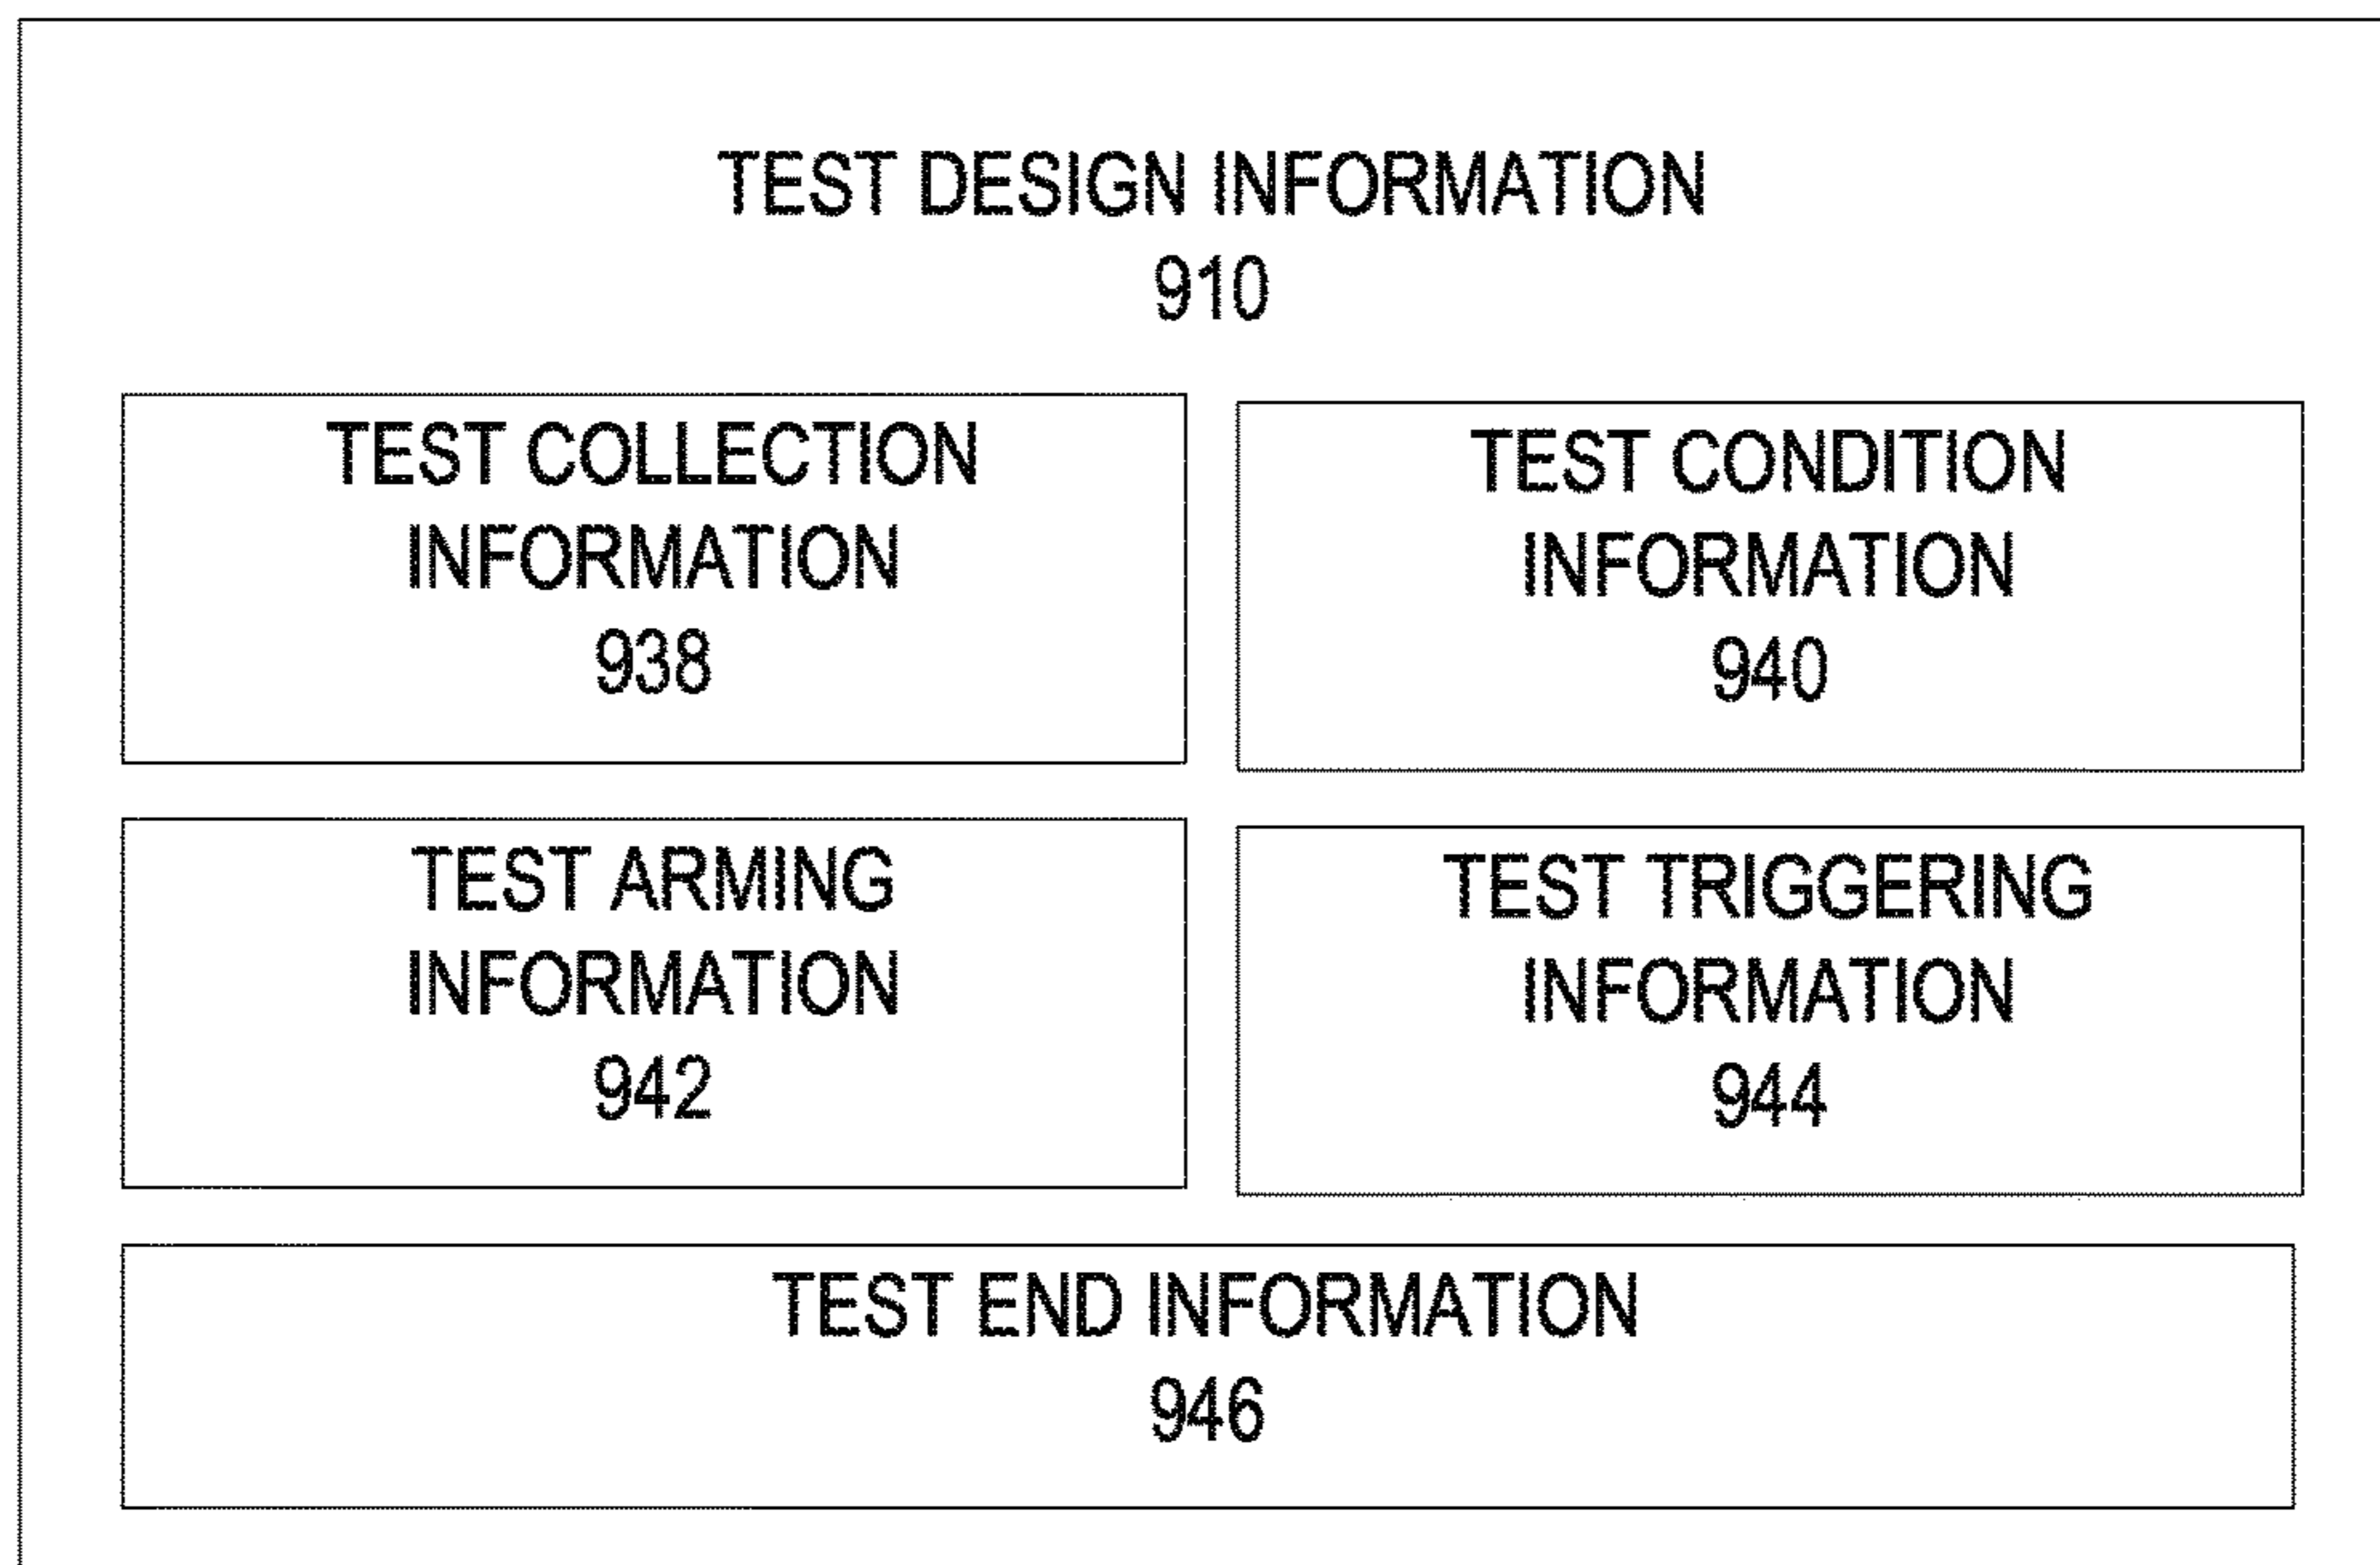 TEST DESIGN INFORMATION
910
TEST COLLECTION
INFORMATION
938
TEST CONDITION
INFORMATION
940
TEST ARMING
INFORMATION
942
TEST TRIGGERING
INFORMATION
944
TEST END INFORMATION
946